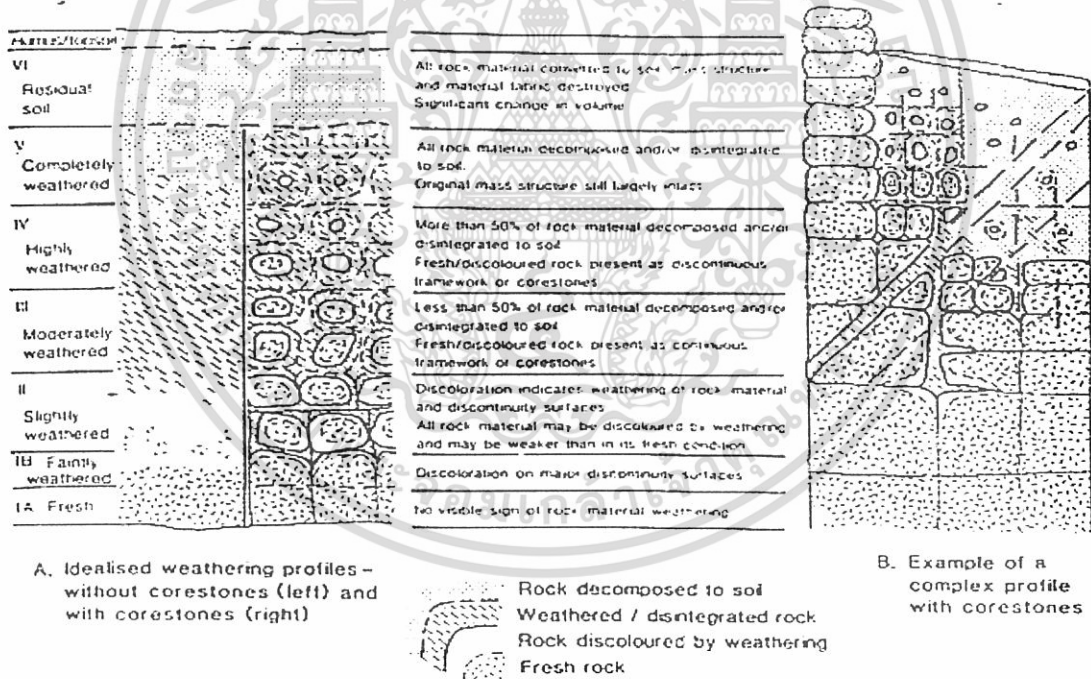 Humus/topsoil
VI
Residual
soil
All rock material converted to soil mass structure
and material fabric destroyed
Significant change in volume
V
Completely
weathered
All rock material decomposed and/or disintegrated
to soil.
Original mass structure still largely intact
IV
Highly
weathered
More than 50% of rock material decomposed and/or
disintegrated to soil
Fresh/discoloured rock present as discontinuous
framework or corestones
III
Moderately
weathered
Less than 50% of rock material decomposed and/or
disintegrated to soil
Fresh/discoloured rock present as continuous
framework or corestones
II
Slightly
weathered
Discoloration indicates weathering of rock material
and discontinuity surfaces
All rock material may be discoloured by weathering
and may be weaker than in its fresh condition
IB Faintly
weathered
Discoloration on major discontinuity surfaces
IA Fresh
No visible sign of rock material weathering
A. Idealised weathering profiles –
without corestones (left) and
with corestones (right)
Rock decomposed to soil
Weathered / disintegrated rock
Rock discoloured by weathering
Fresh rock
B. Example of a
complex profile
with corestones